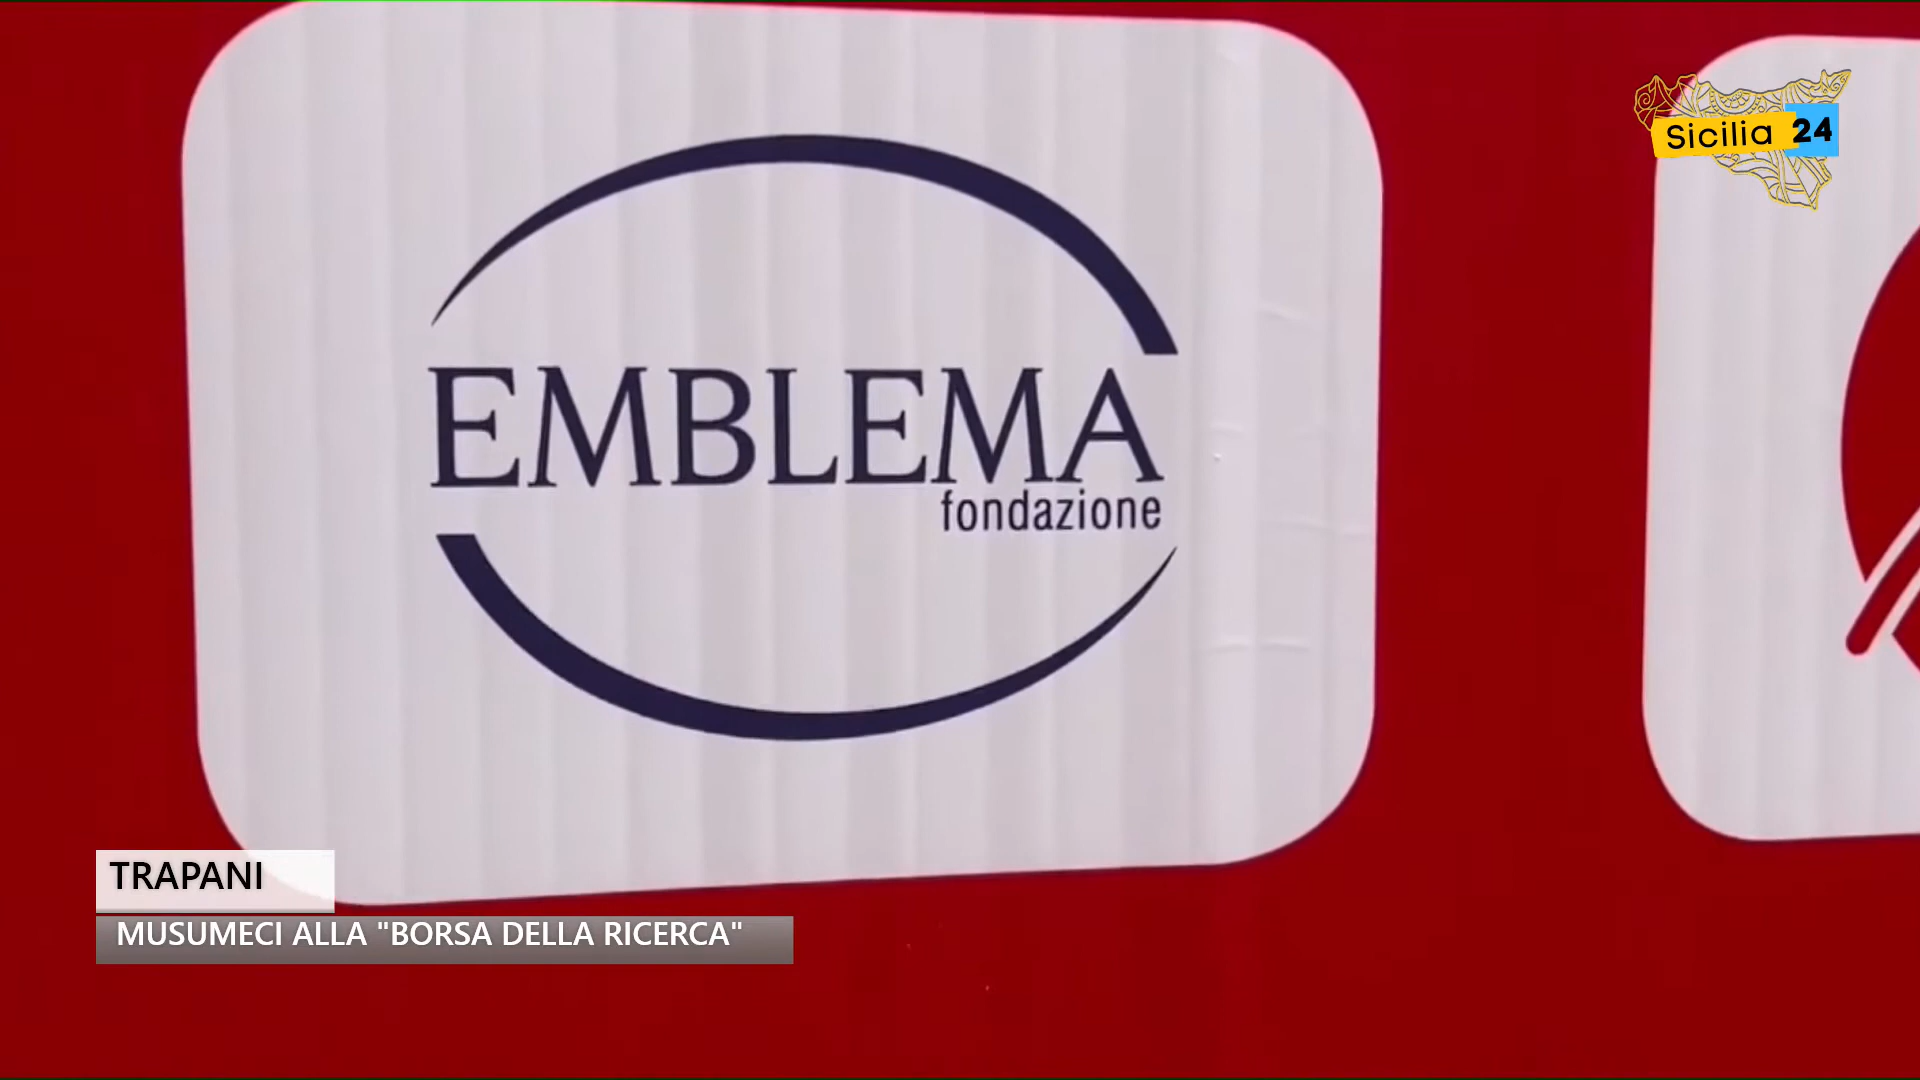 Sicilia 24
EMBLEMA
fondazione
TRAPANI
MUSUMECI ALLA "BORSA DELLA RICERCA"